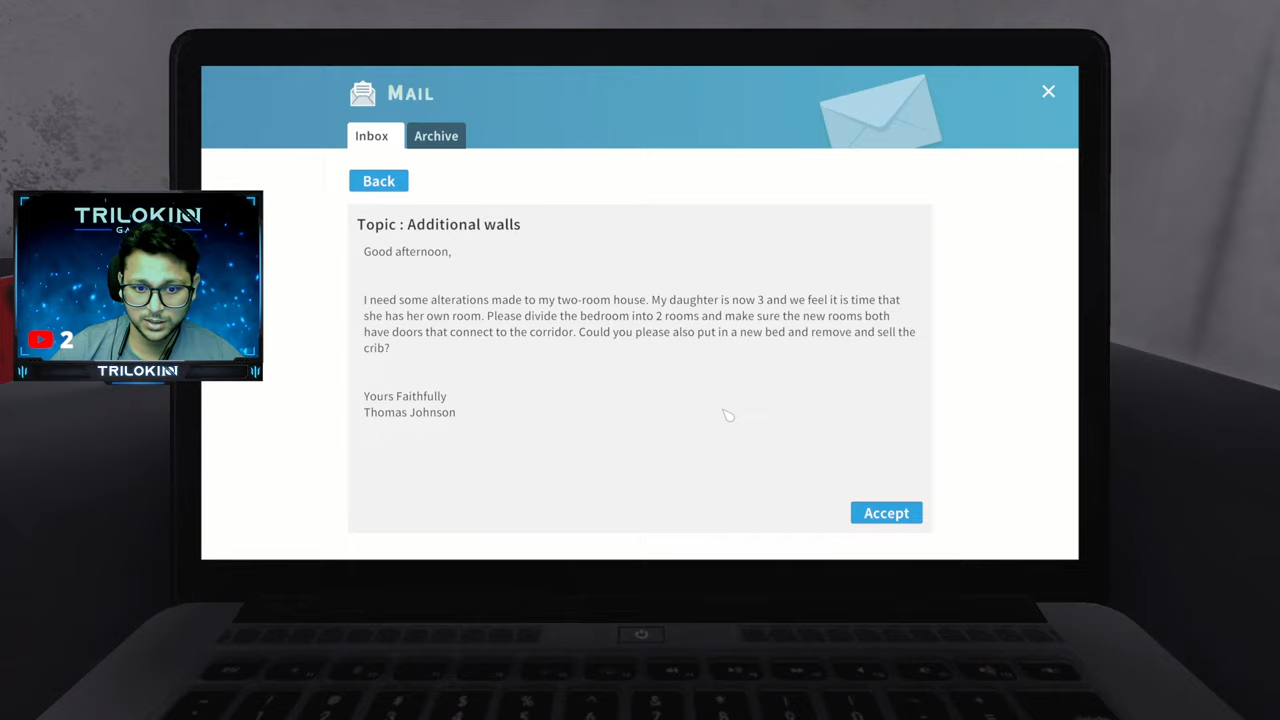 MAIL
Inbox
Archive
Back
TRILOKINN
Topic : Additional walls
Good afternoon,
I need some alterations made to my two-room house. My daughter is now 3 and we feel it is time that
she has her own room. Please divide the bedroom into 2 rooms and make sure the new rooms both
have doors that connect to the corridor. Could you please also put in a new bed and remove and sell the
crib?
2
TRILOKINN
Yours Faithfully
Thomas Johnson
Accept